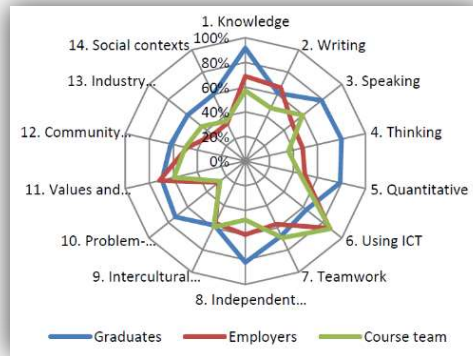 1. Knowledge
2. Writing
3. Speaking
4. Thinking
5. Quantitative
6. Using ICT
7. Teamwork
8. Independent...
9. Intercultural...
10. Problem-...
11. Values and...
12. Community...
13. Industry...
14. Social contexts
100%
80%
60%
40%
20%
0%
Graduates
Employers
Course team